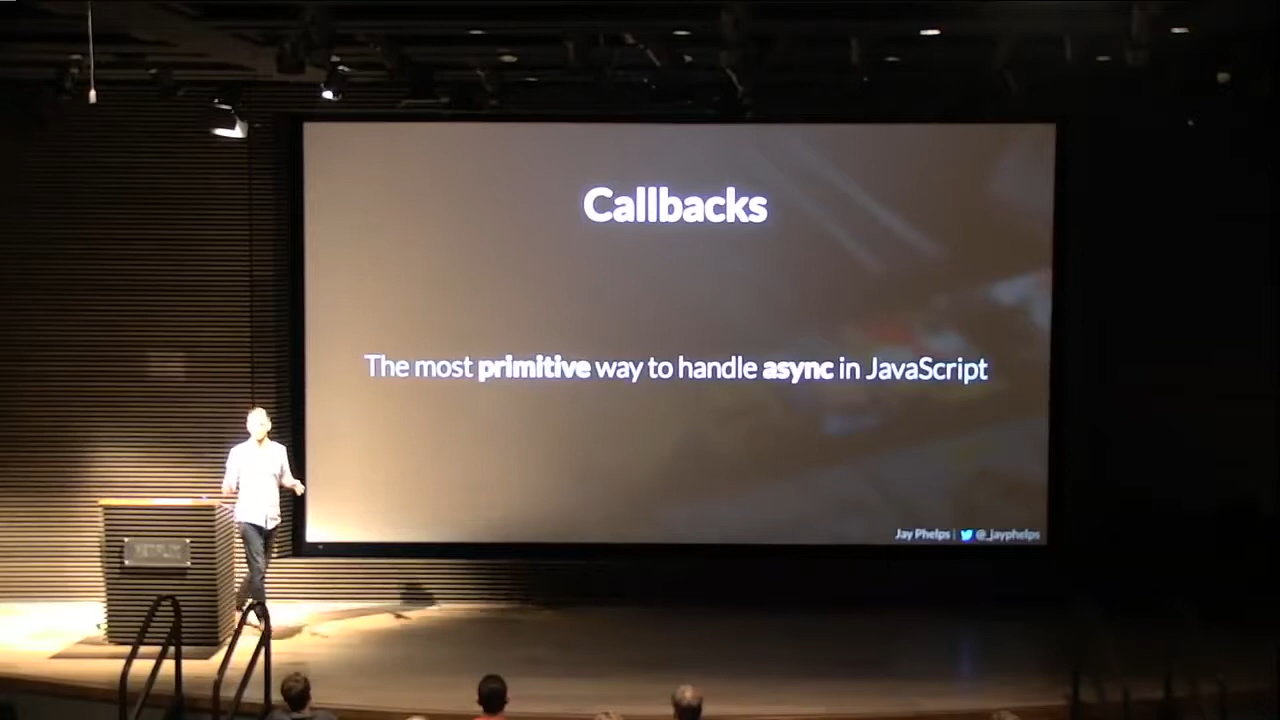 Callbacks
The most primitive way to handle async in JavaScript
Jay Phelps | @_jayphelps
NETFLIX